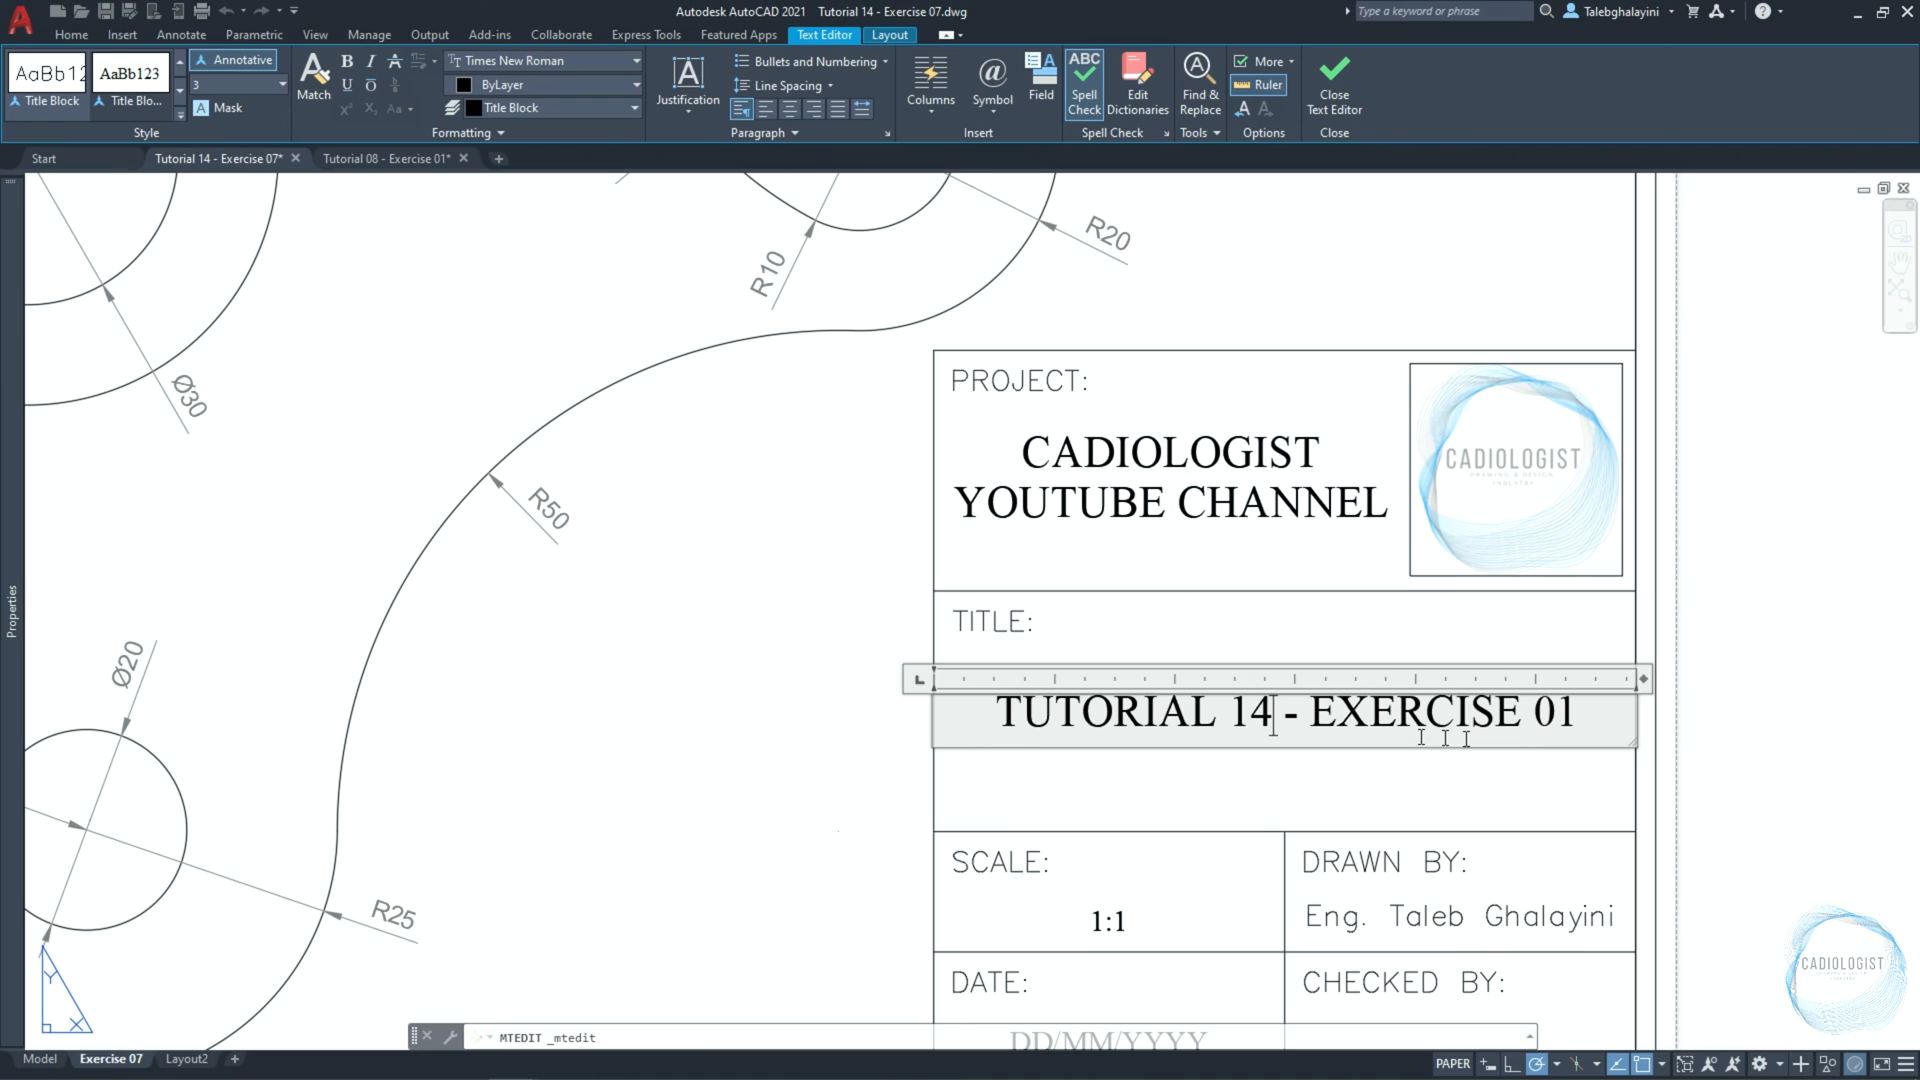 Autodesk AutoCAD 2021 Tutorial 14 - Exercise 07.dwg
Type a keyword or phrase
Talebghalayini
Home Insert Annotate Parametric View Manage Output Add-ins Collaborate Express Tools Featured Apps Text Editor Layout
AaBb12 AaBb123
Title Block Title Blo...
Annotative
3
Mask
Style
Match
B I A
U O
Aa
Times New Roman
ByLayer
Title Block
Formatting
Justification
Bullets and Numbering
Line Spacing
Paragraph
Columns
Symbol
Field
Insert
ABC
Spell
Check
Edit
Dictionaries
Spell Check
Find &
Replace
Tools
More
Ruler
Options
Close
Text Editor
Close
Start Tutorial 14 - Exercise 07* Tutorial 08 - Exercise 01*
Properties
R20
R10
Ø30
R50
Ø20
R25
Y
X
PROJECT:
CADIOLOGIST
YOUTUBE CHANNEL
CADIOLOGIST
DRAWING & DESIGN
INDUSTRY
TITLE:
TUTORIAL 14 - EXERCISE 01
SCALE:
1:1
DRAWN BY:
Eng. Taleb Ghalayini
DATE:
DD/MM/YYYY
CHECKED BY:
CADIOLOGIST
MTEDIT _mtedit
Model Exercise 07 Layout2
PAPER